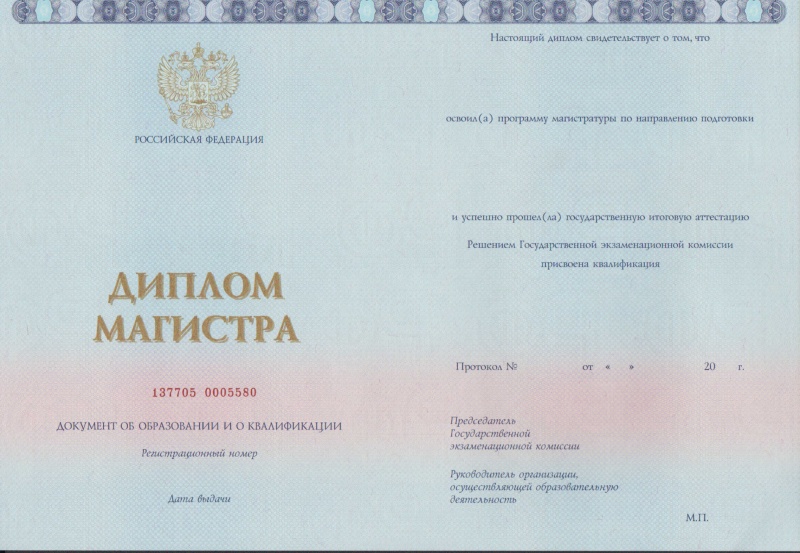 РОССИЙСКАЯ ФЕДЕРАЦИЯ
ДИПЛОМ
МАГИСТРА
137705 0005580
ДОКУМЕНТ ОБ ОБРАЗОВАНИИ И О КВАЛИФИКАЦИИ
Регистрационный номер
Дата выдачи
Настоящий диплом свидетельствует о том, что
освоил(а) программу магистратуры по направлению подготовки
и успешно прошел(ла) государственную итоговую аттестацию
Решением Государственной экзаменационной комиссии
присвоена квалификация
Протокол № от « » 20 г.
Председатель
Государственной
экзаменационной комиссии
Руководитель организации,
осуществляющей образовательную
деятельность
М.П.